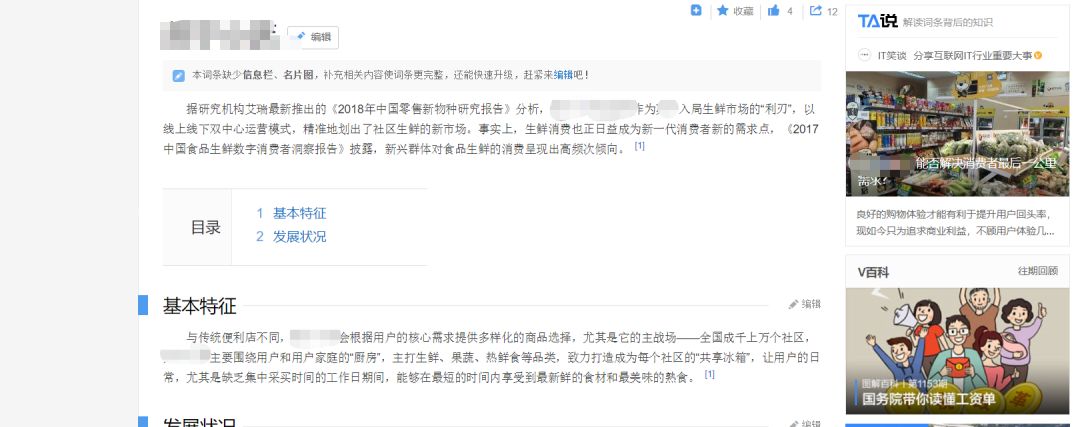 收藏
4
12
编辑
本词条缺少信息栏、名片图，补充相关内容使词条更完整，还能快速升级，赶紧来编辑吧！
据研究机构艾瑞最新推出的《2018年中国零售新物种研究报告》分析，作为 入局生鲜市场的“利刃”，以
线上线下双中心运营模式，精准地划出了社区生鲜的新市场。事实上，生鲜消费也正日益成为新一代消费者新的需求点，《2017
中国食品生鲜数字消费者洞察报告》披露，新兴群体对食品生鲜的消费呈现出高频次倾向。 [1]
目录
1 基本特征
2 发展状况
基本特征
编辑
与传统便利店不同， 会根据用户的核心需求提供多样化的商品选择，尤其是它的主战场——全国成千上万个社区，
主要围绕用户和用户家庭的“厨房”，主打生鲜、果蔬、热鲜食等品类，致力打造成为每个社区的“共享冰箱”，让用户的日
常，尤其是缺乏集中采买时间的工作日期间，能够在最短的时间内享受到最新鲜的食材和最美味的熟食。 [1]
发展状况
编辑
TA说 解读词条背后的知识
IT笑谈 分享互联网IT行业重要大事
能否解决消费者最后一公里
需求？
良好的购物体验才能有利于提升用户回头率，
现如今只为追求商业利益，不顾用户体验几...
V百科
往期回顾
图解百科 | 第1153期
国务院带你读懂工资单